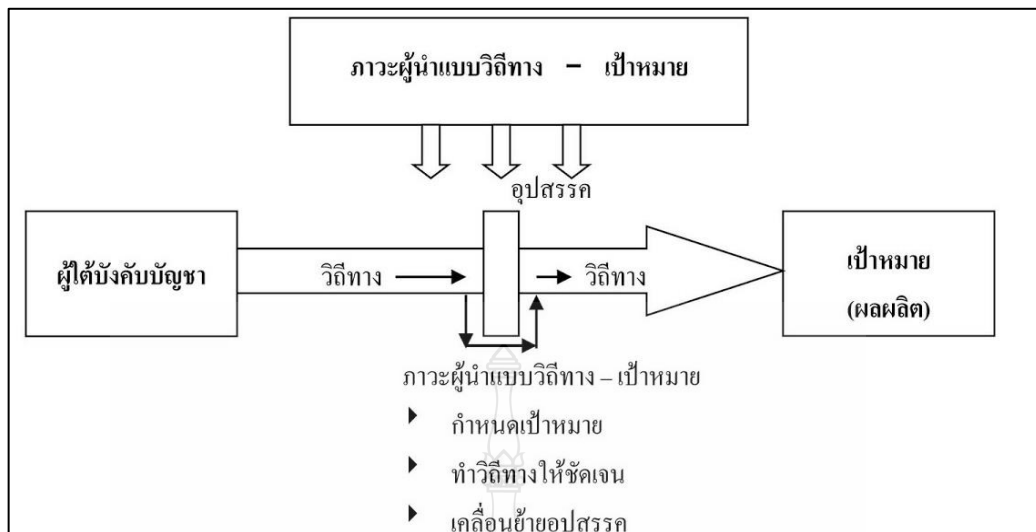 ภาวะผู้นำแบบวิถีทาง – เป้าหมาย
อุปสรรค
ผู้ใต้บังคับบัญชา
วิถีทาง
วิถีทาง
เป้าหมาย
(ผลผลิต)
ภาวะผู้นำแบบวิถีทาง – เป้าหมาย
กำหนดเป้าหมาย
ทำวิถีทางให้ชัดเจน
เคลื่อนย้ายอุปสรรค